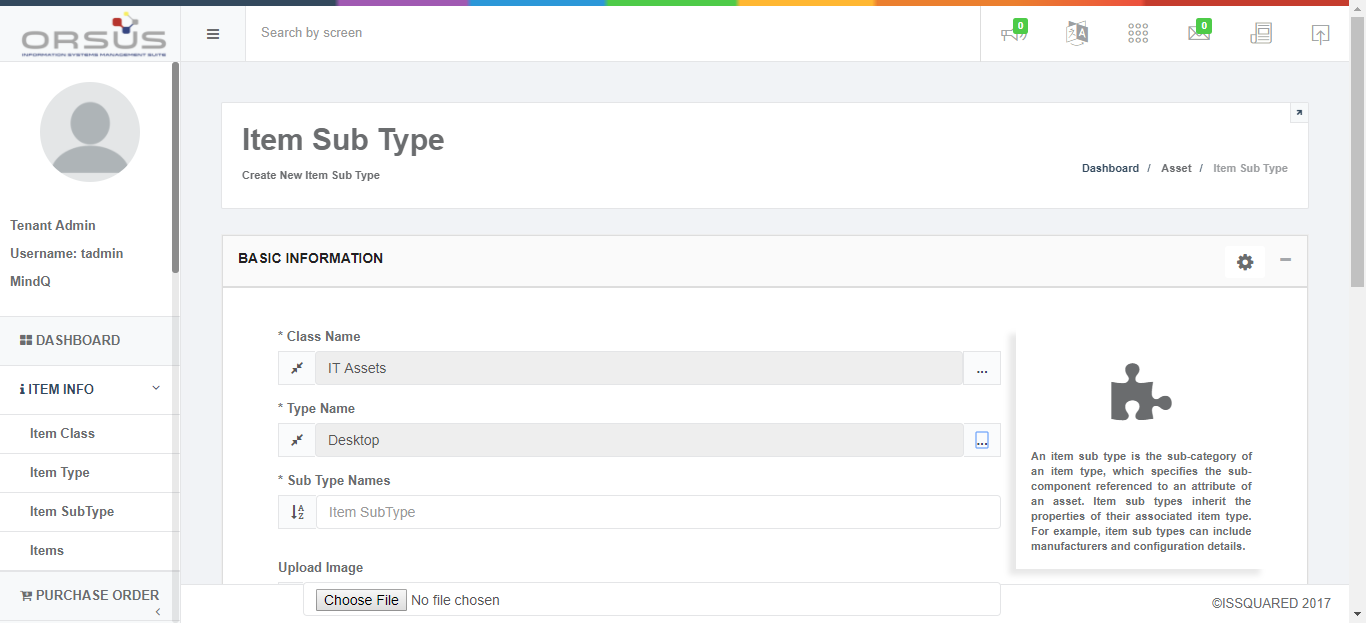 ORSUS
INFORMATION SYSTEMS MANAGEMENT SUITE
Search by screen
0
0
Tenant Admin
Username: tadmin
MindQ
DASHBOARD
ITEM INFO
Item Class
Item Type
Item SubType
Items
PURCHASE ORDER
Item Sub Type
Create New Item Sub Type
Dashboard / Asset / Item Sub Type
BASIC INFORMATION
* Class Name
IT Assets
...
* Type Name
Desktop
...
* Sub Type Names
Item SubType
Upload Image
Choose File No file chosen
An item sub type is the sub-category of
an item type, which specifies the sub-
component referenced to an attribute of
an asset. Item sub types inherit the
properties of their associated item type.
For example, item sub types can include
manufacturers and configuration details.
©ISSQUARED 2017